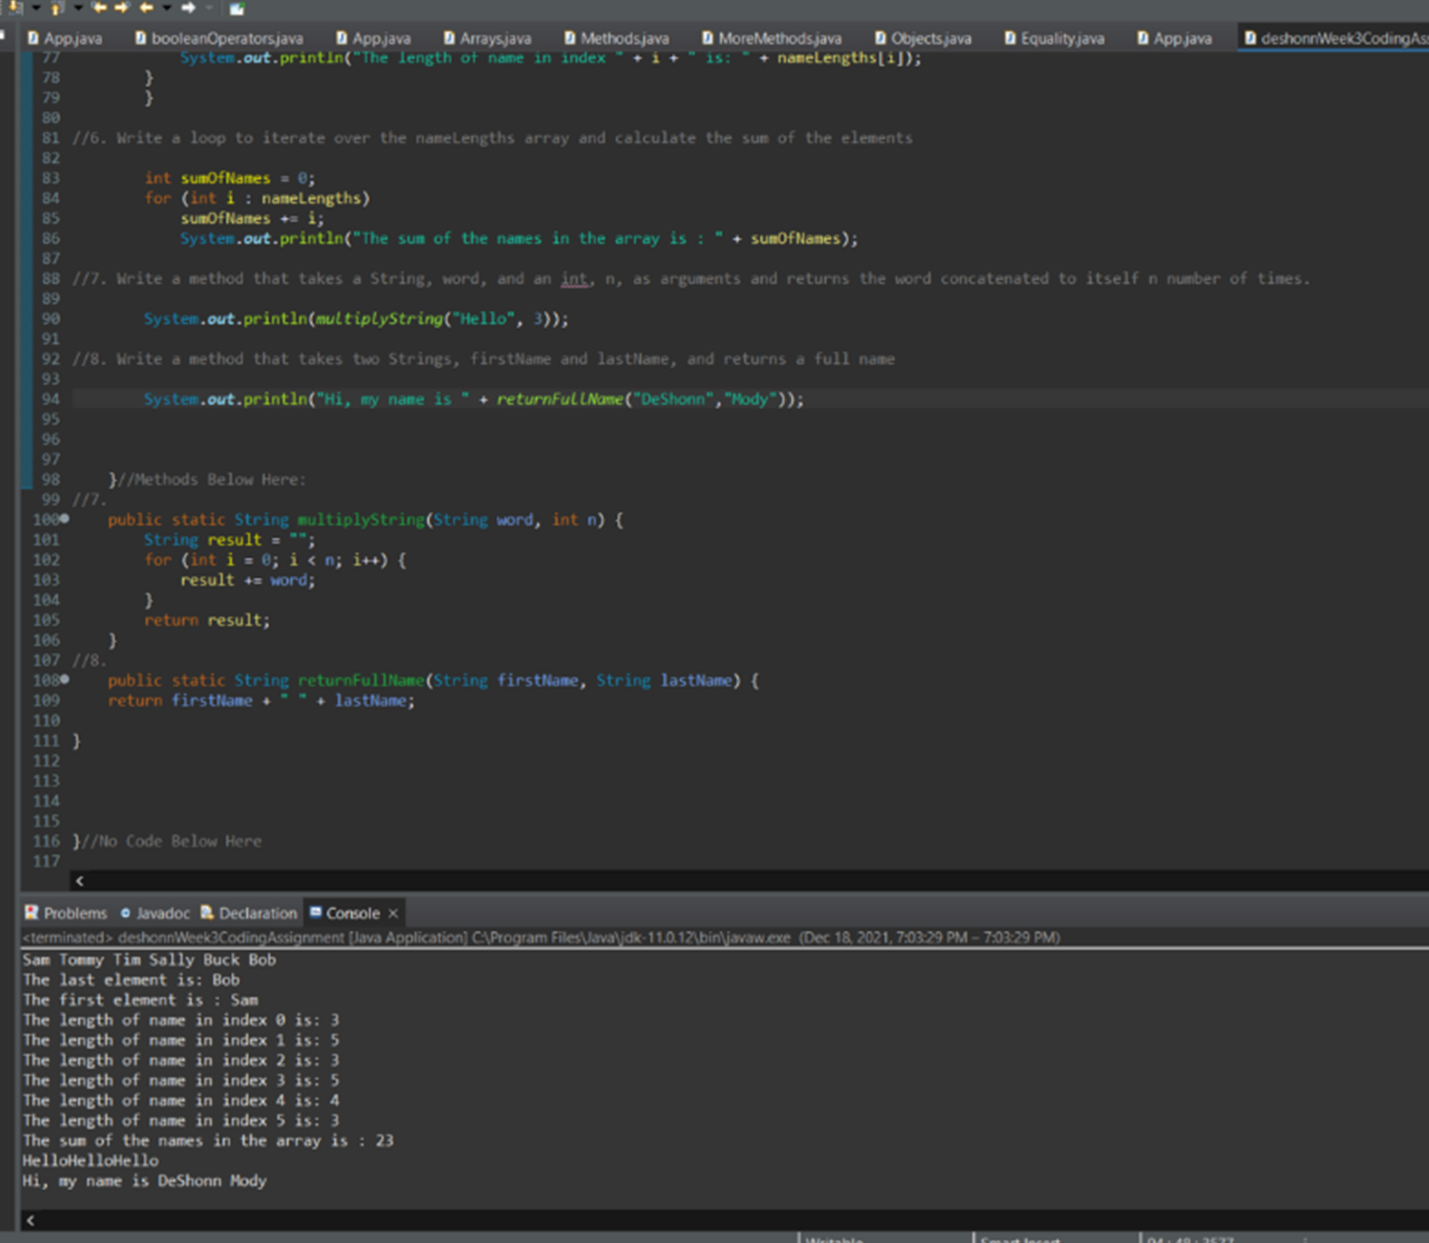 App.java booleanOperators.java App.java Arrays.java Methods.java MoreMethods.java Objects.java Equality.java App.java deshonnWeek3CodingAss
77 System.out.println("The length of name in index " + i + " is: " + nameLengths[i]);
78 }
79 }
80
81 //6. Write a loop to iterate over the nameLengths array and calculate the sum of the elements
82
83 int sumOfNames = 0;
84 for (int i : nameLengths)
85 sumOfNames += i;
86 System.out.println("The sum of the names in the array is : " + sumOfNames);
87
88 //7. Write a method that takes a String, word, and an int, n, as arguments and returns the word concatenated to itself n number of times.
89
90 System.out.println(multiplyString("Hello", 3));
91
92 //8. Write a method that takes two Strings, firstName and lastName, and returns a full name
93
94 System.out.println("Hi, my name is " + returnFullName("DeShonn","Mody"));
95
96
97
98 }//Methods Below Here:
99 //7.
100 public static String multiplyString(String word, int n) {
101 String result = "";
102 for (int i = 0; i < n; i++) {
103 result += word;
104 }
105 return result;
106 }
107 //8.
108 public static String returnFullName(String firstName, String lastName) {
109 return firstName + " " + lastName;
110
111 }
112
113
114
115
116 }//No Code Below Here
117
Problems Javadoc Declaration Console
<terminated> deshonnWeek3CodingAssignment [Java Application] C:\Program Files\Java\jdk-11.0.12\bin\javaw.exe (Dec 18, 2021, 7:03:29 PM – 7:03:29 PM)
Sam Tommy Tim Sally Buck Bob
The last element is: Bob
The first element is : Sam
The length of name in index 0 is: 3
The length of name in index 1 is: 5
The length of name in index 2 is: 3
The length of name in index 3 is: 5
The length of name in index 4 is: 4
The length of name in index 5 is: 3
The sum of the names in the array is : 23
HelloHelloHello
Hi, my name is DeShonn Mody
Writable Smart Insert 94 : 48 : 3577